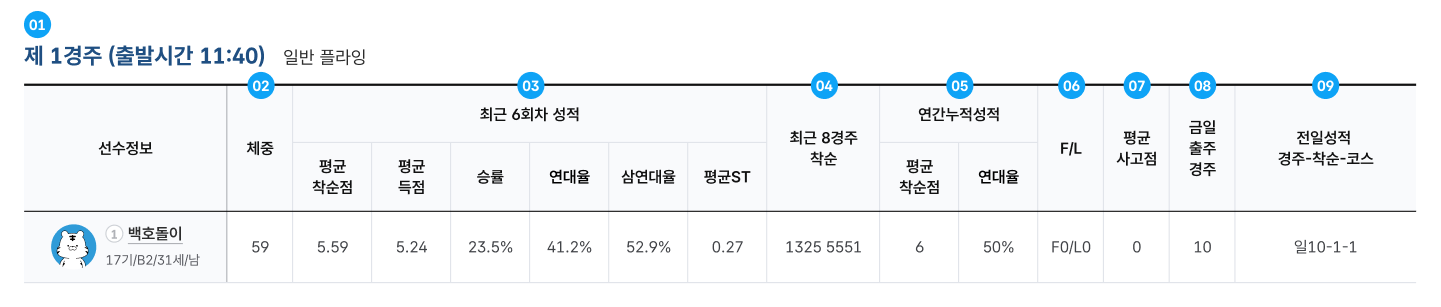 01
제 1경주 (출발시간 11:40) 일반 플라잉
02 03 04 05 06 07 08 09
선수정보 체중 최근 6회차 성적 최근 8경주 착순 연간누적성적 F/L 평균 사고점 금일 출주 경주 전일성적 경주-착순-코스
평균 착순점 평균 득점 승률 연대율 삼연대율 평균ST 평균 착순점 연대율
1 백호돌이 59 5.59 5.24 23.5% 41.2% 52.9% 0.27 1325 5551 6 50% F0/L0 0 10 일10-1-1
17기/B2/31세/남